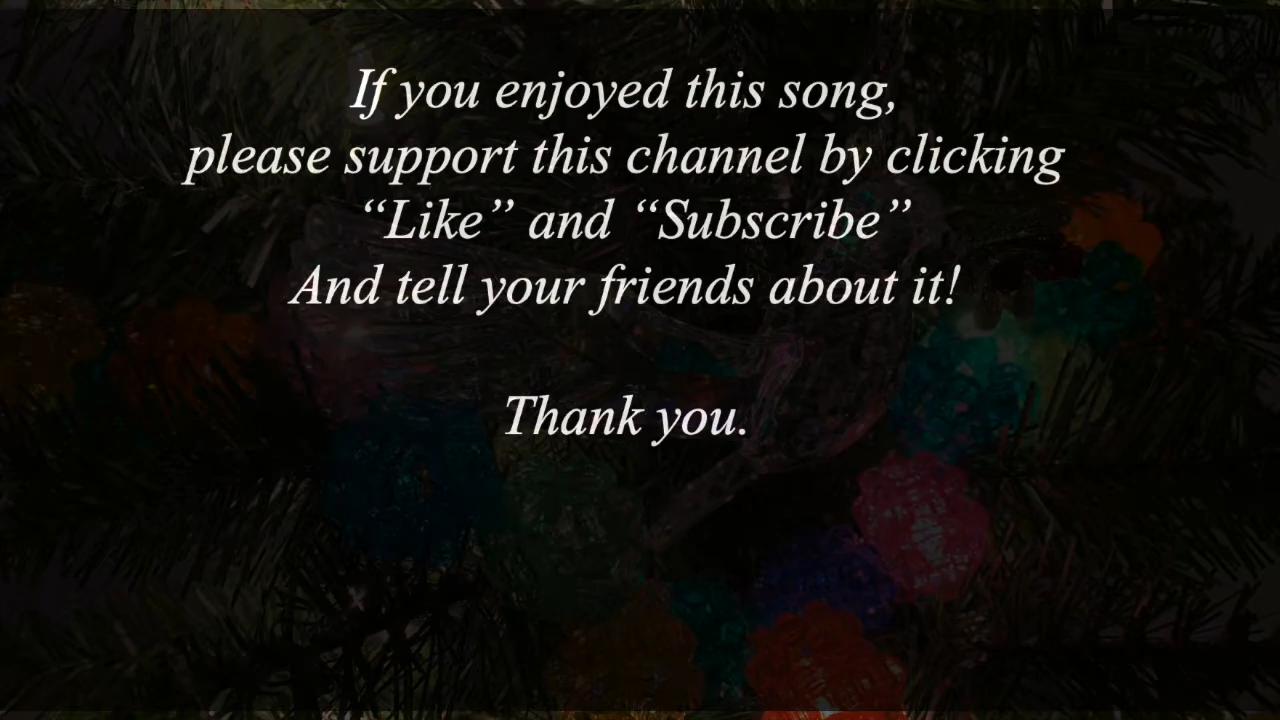 If you enjoyed this song,
please support this channel by clicking
“Like” and “Subscribe”
And tell your friends about it!
Thank you.